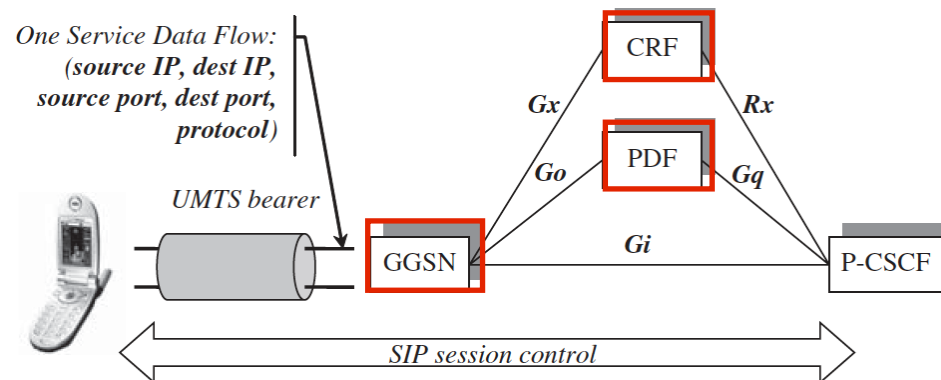 One Service Data Flow:
(source IP, dest IP,
source port, dest port,
protocol)
UMTS bearer
CRF
Gx
Rx
PDF
Go
Gq
GGSN
Gi
P-CSCF
SIP session control